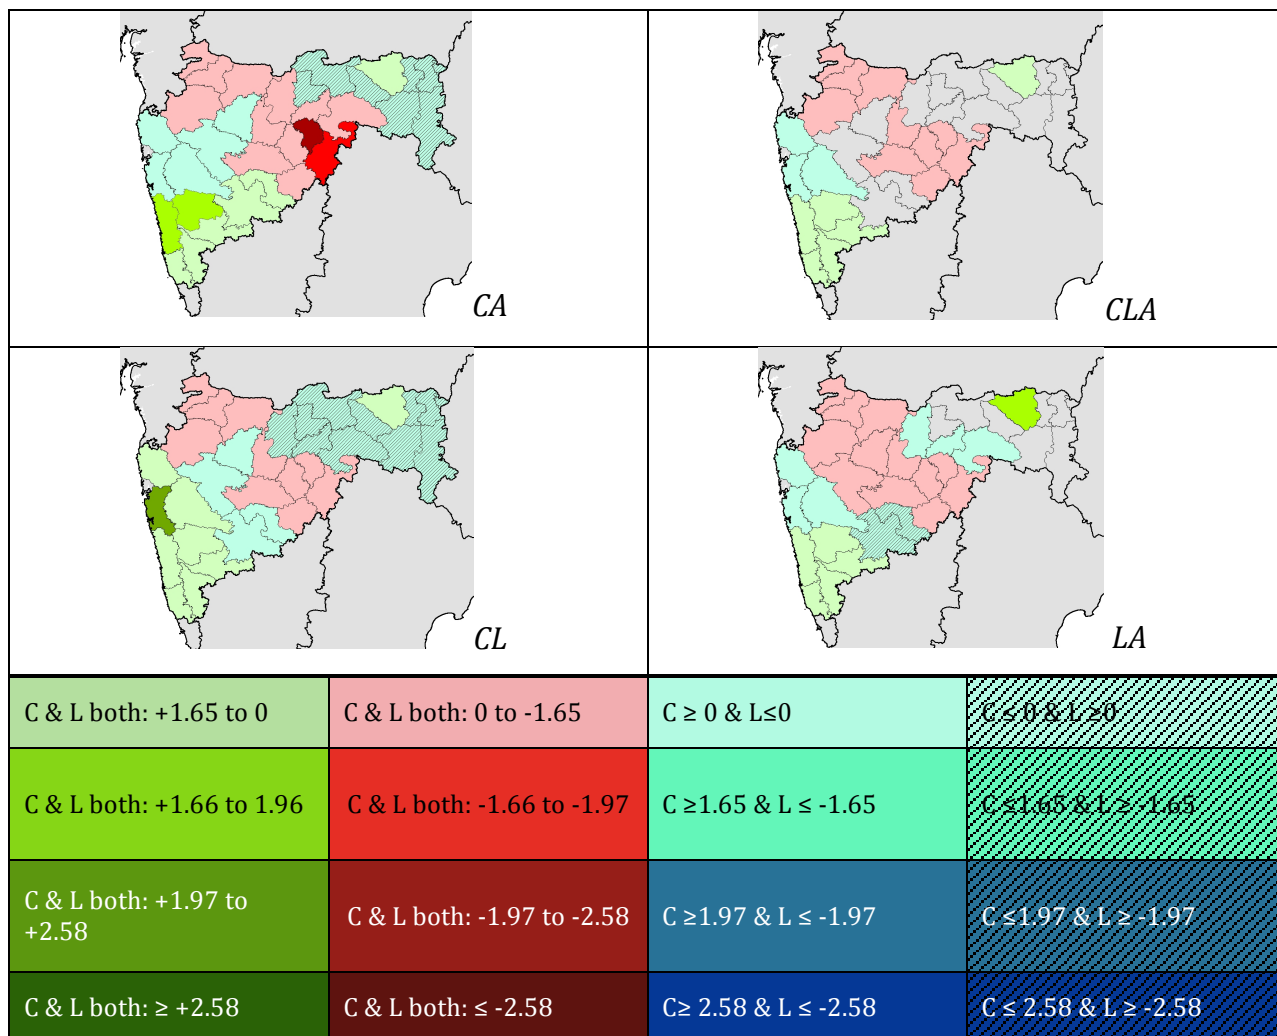 CA
CLA
CL
LA
C & L both: +1.65 to 0
C & L both: 0 to -1.65
C ≥ 0 & L≤0
C ≤ 0 & L ≥0
C & L both: +1.66 to 1.96
C & L both: -1.66 to -1.97
C ≥1.65 & L ≤ -1.65
C ≤1.65 & L ≥ -1.65
C & L both: +1.97 to
+2.58
C & L both: -1.97 to -2.58
C ≥1.97 & L ≤ -1.97
C ≤1.97 & L ≥ -1.97
C & L both: ≥ +2.58
C & L both: ≤ -2.58
C≥ 2.58 & L ≤ -2.58
C ≤ 2.58 & L ≥ -2.58